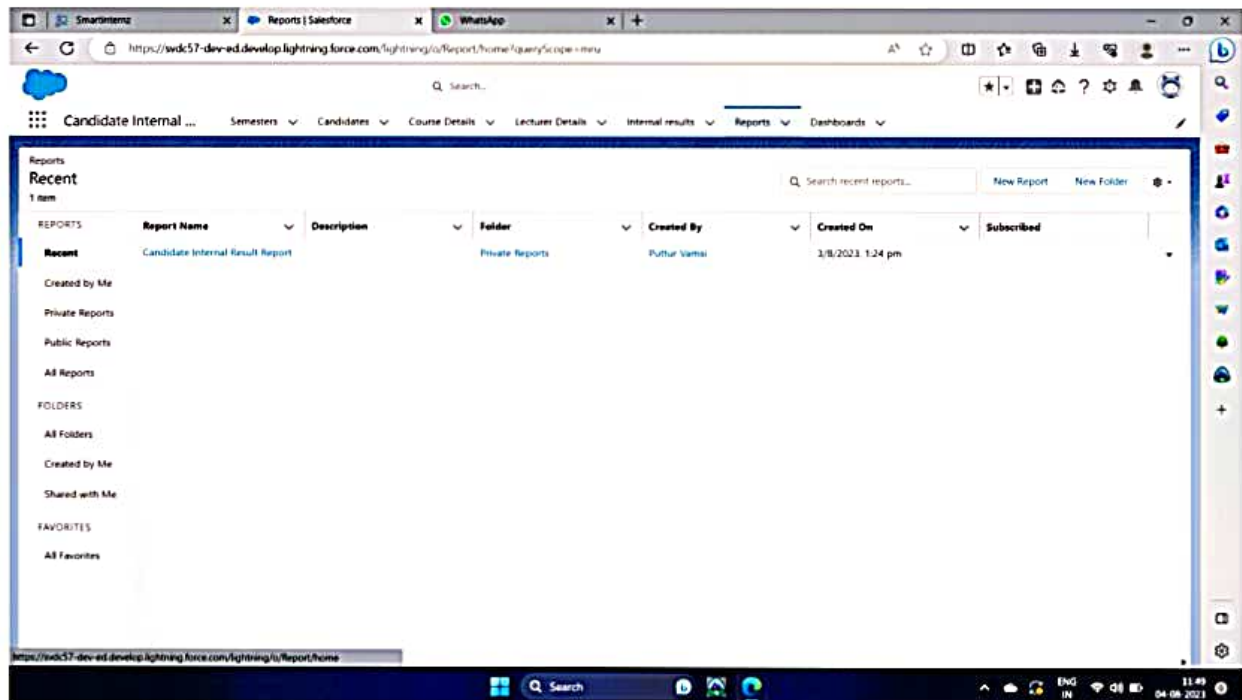 Smartinternz
Reports | Salesforce
WhatsApp
https://svdc57-dev-ed.develop.lightning.force.com/lightning/o/Report/home?queryScope=mru
Search...
Candidate Internal ...
Semesters
Candidates
Course Details
Lecturer Details
Internal results
Reports
Dashboards
Reports
Recent
1 item
Search recent reports...
New Report
New Folder
REPORTS
Report Name
Description
Folder
Created By
Created On
Subscribed
Recent
Candidate Internal Result Report
Private Reports
Puttur Vamsi
3/8/2023, 1:24 pm
Created by Me
Private Reports
Public Reports
All Reports
FOLDERS
All Folders
Created by Me
Shared with Me
FAVORITES
All Favorites
https://svdc57-dev-ed.develop.lightning.force.com/lightning/o/Report/home
Search
ENG
IN
11:49
04-08-2023